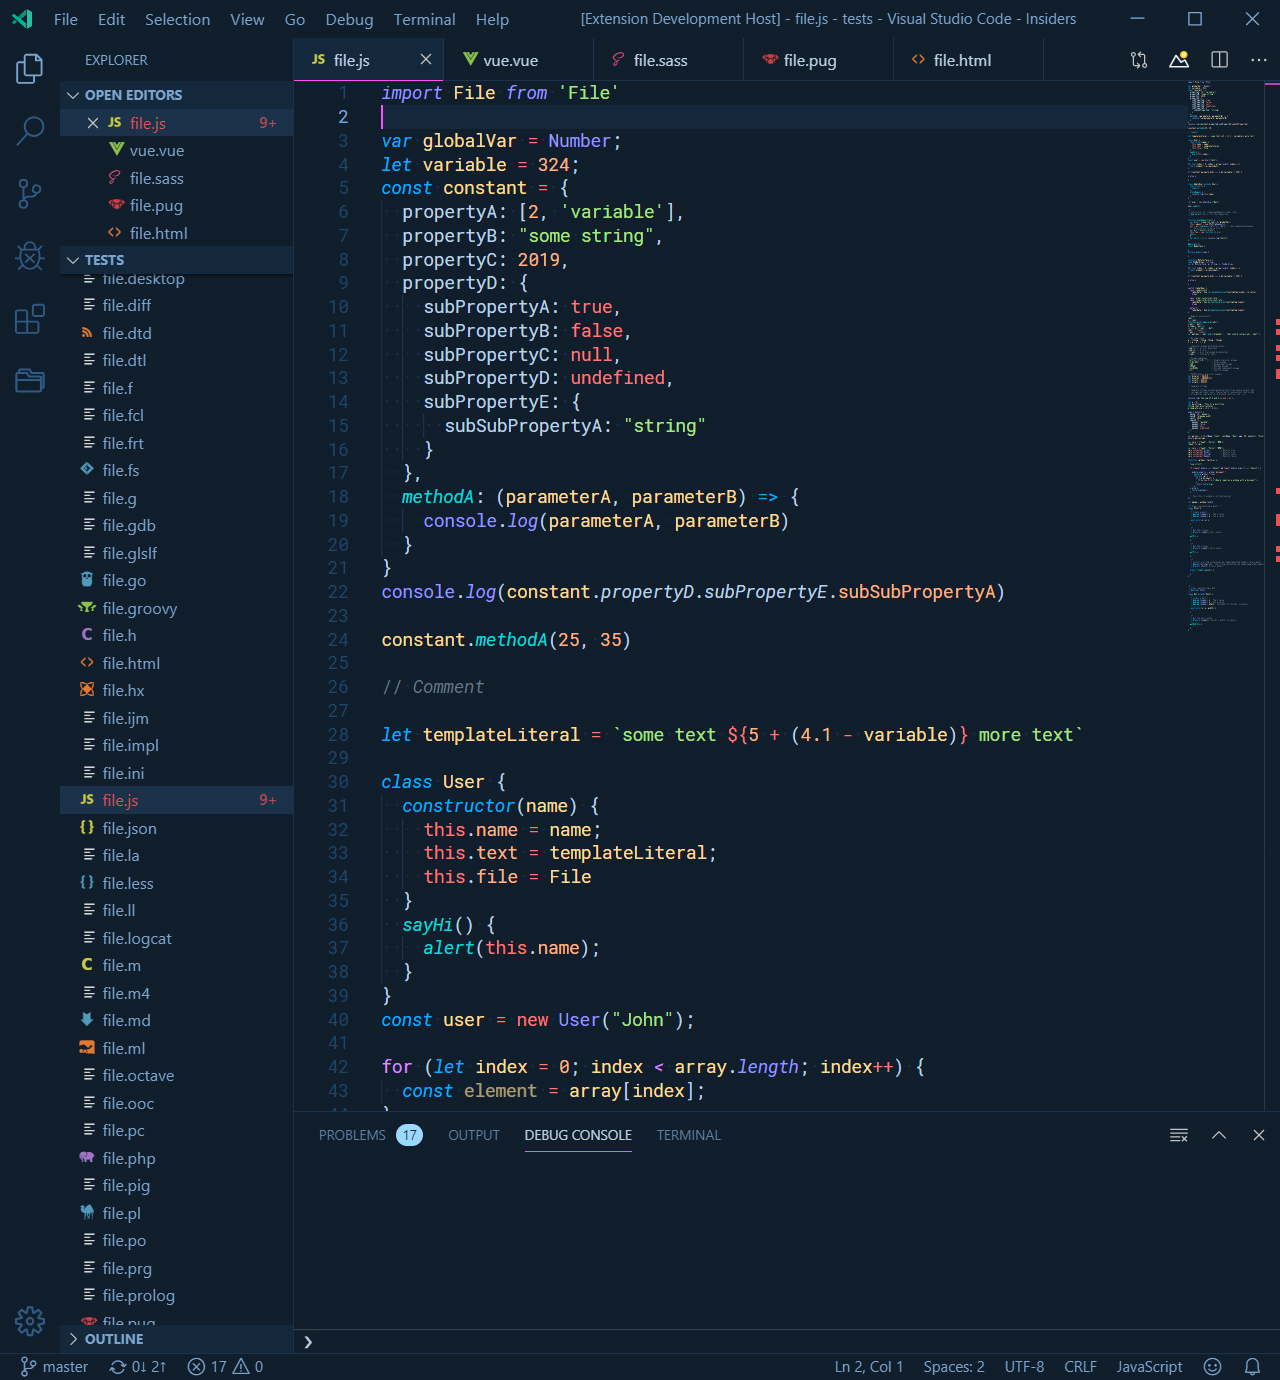 File Edit Selection View Go Debug Terminal Help [Extension Development Host] - file.js - tests - Visual Studio Code - Insiders
EXPLORER
OPEN EDITORS
JS file.js 9+
vue.vue
file.sass
file.pug
file.html
TESTS
file.desktop
file.diff
file.dtd
file.dtl
file.f
file.fcl
file.frt
file.fs
file.g
file.gdb
file.glslf
file.go
file.groovy
C file.h
file.html
file.hx
file.ijm
file.impl
file.ini
JS file.js 9+
{} file.json
file.la
{} file.less
file.ll
file.logcat
C file.m
file.m4
file.md
file.ml
file.octave
file.ooc
file.pc
file.php
file.pig
file.pl
file.po
file.prg
file.prolog
file.pug
OUTLINE
JS file.js vue.vue file.sass file.pug file.html
1 import File from 'File'
2
3 var globalVar = Number;
4 let variable = 324;
5 const constant = {
6 propertyA: [2, 'variable'],
7 propertyB: "some string",
8 propertyC: 2019,
9 propertyD: {
10 subPropertyA: true,
11 subPropertyB: false,
12 subPropertyC: null,
13 subPropertyD: undefined,
14 subPropertyE: {
15 subSubPropertyA: "string"
16 }
17 },
18 methodA: (parameterA, parameterB) => {
19 console.log(parameterA, parameterB)
20 }
21 }
22 console.log(constant.propertyD.subPropertyE.subSubPropertyA)
23
24 constant.methodA(25, 35)
25
26 // Comment
27
28 let templateLiteral = `some text ${5 + (4.1 - variable)} more text`
29
30 class User {
31 constructor(name) {
32 this.name = name;
33 this.text = templateLiteral;
34 this.file = File
35 }
36 sayHi() {
37 alert(this.name);
38 }
39 }
40 const user = new User("John");
41
42 for (let index = 0; index < array.length; index++) {
43 const element = array[index];
44 }
PROBLEMS 17 OUTPUT DEBUG CONSOLE TERMINAL
master 0↓ 2↑ 17 0 Ln 2, Col 1 Spaces: 2 UTF-8 CRLF JavaScript